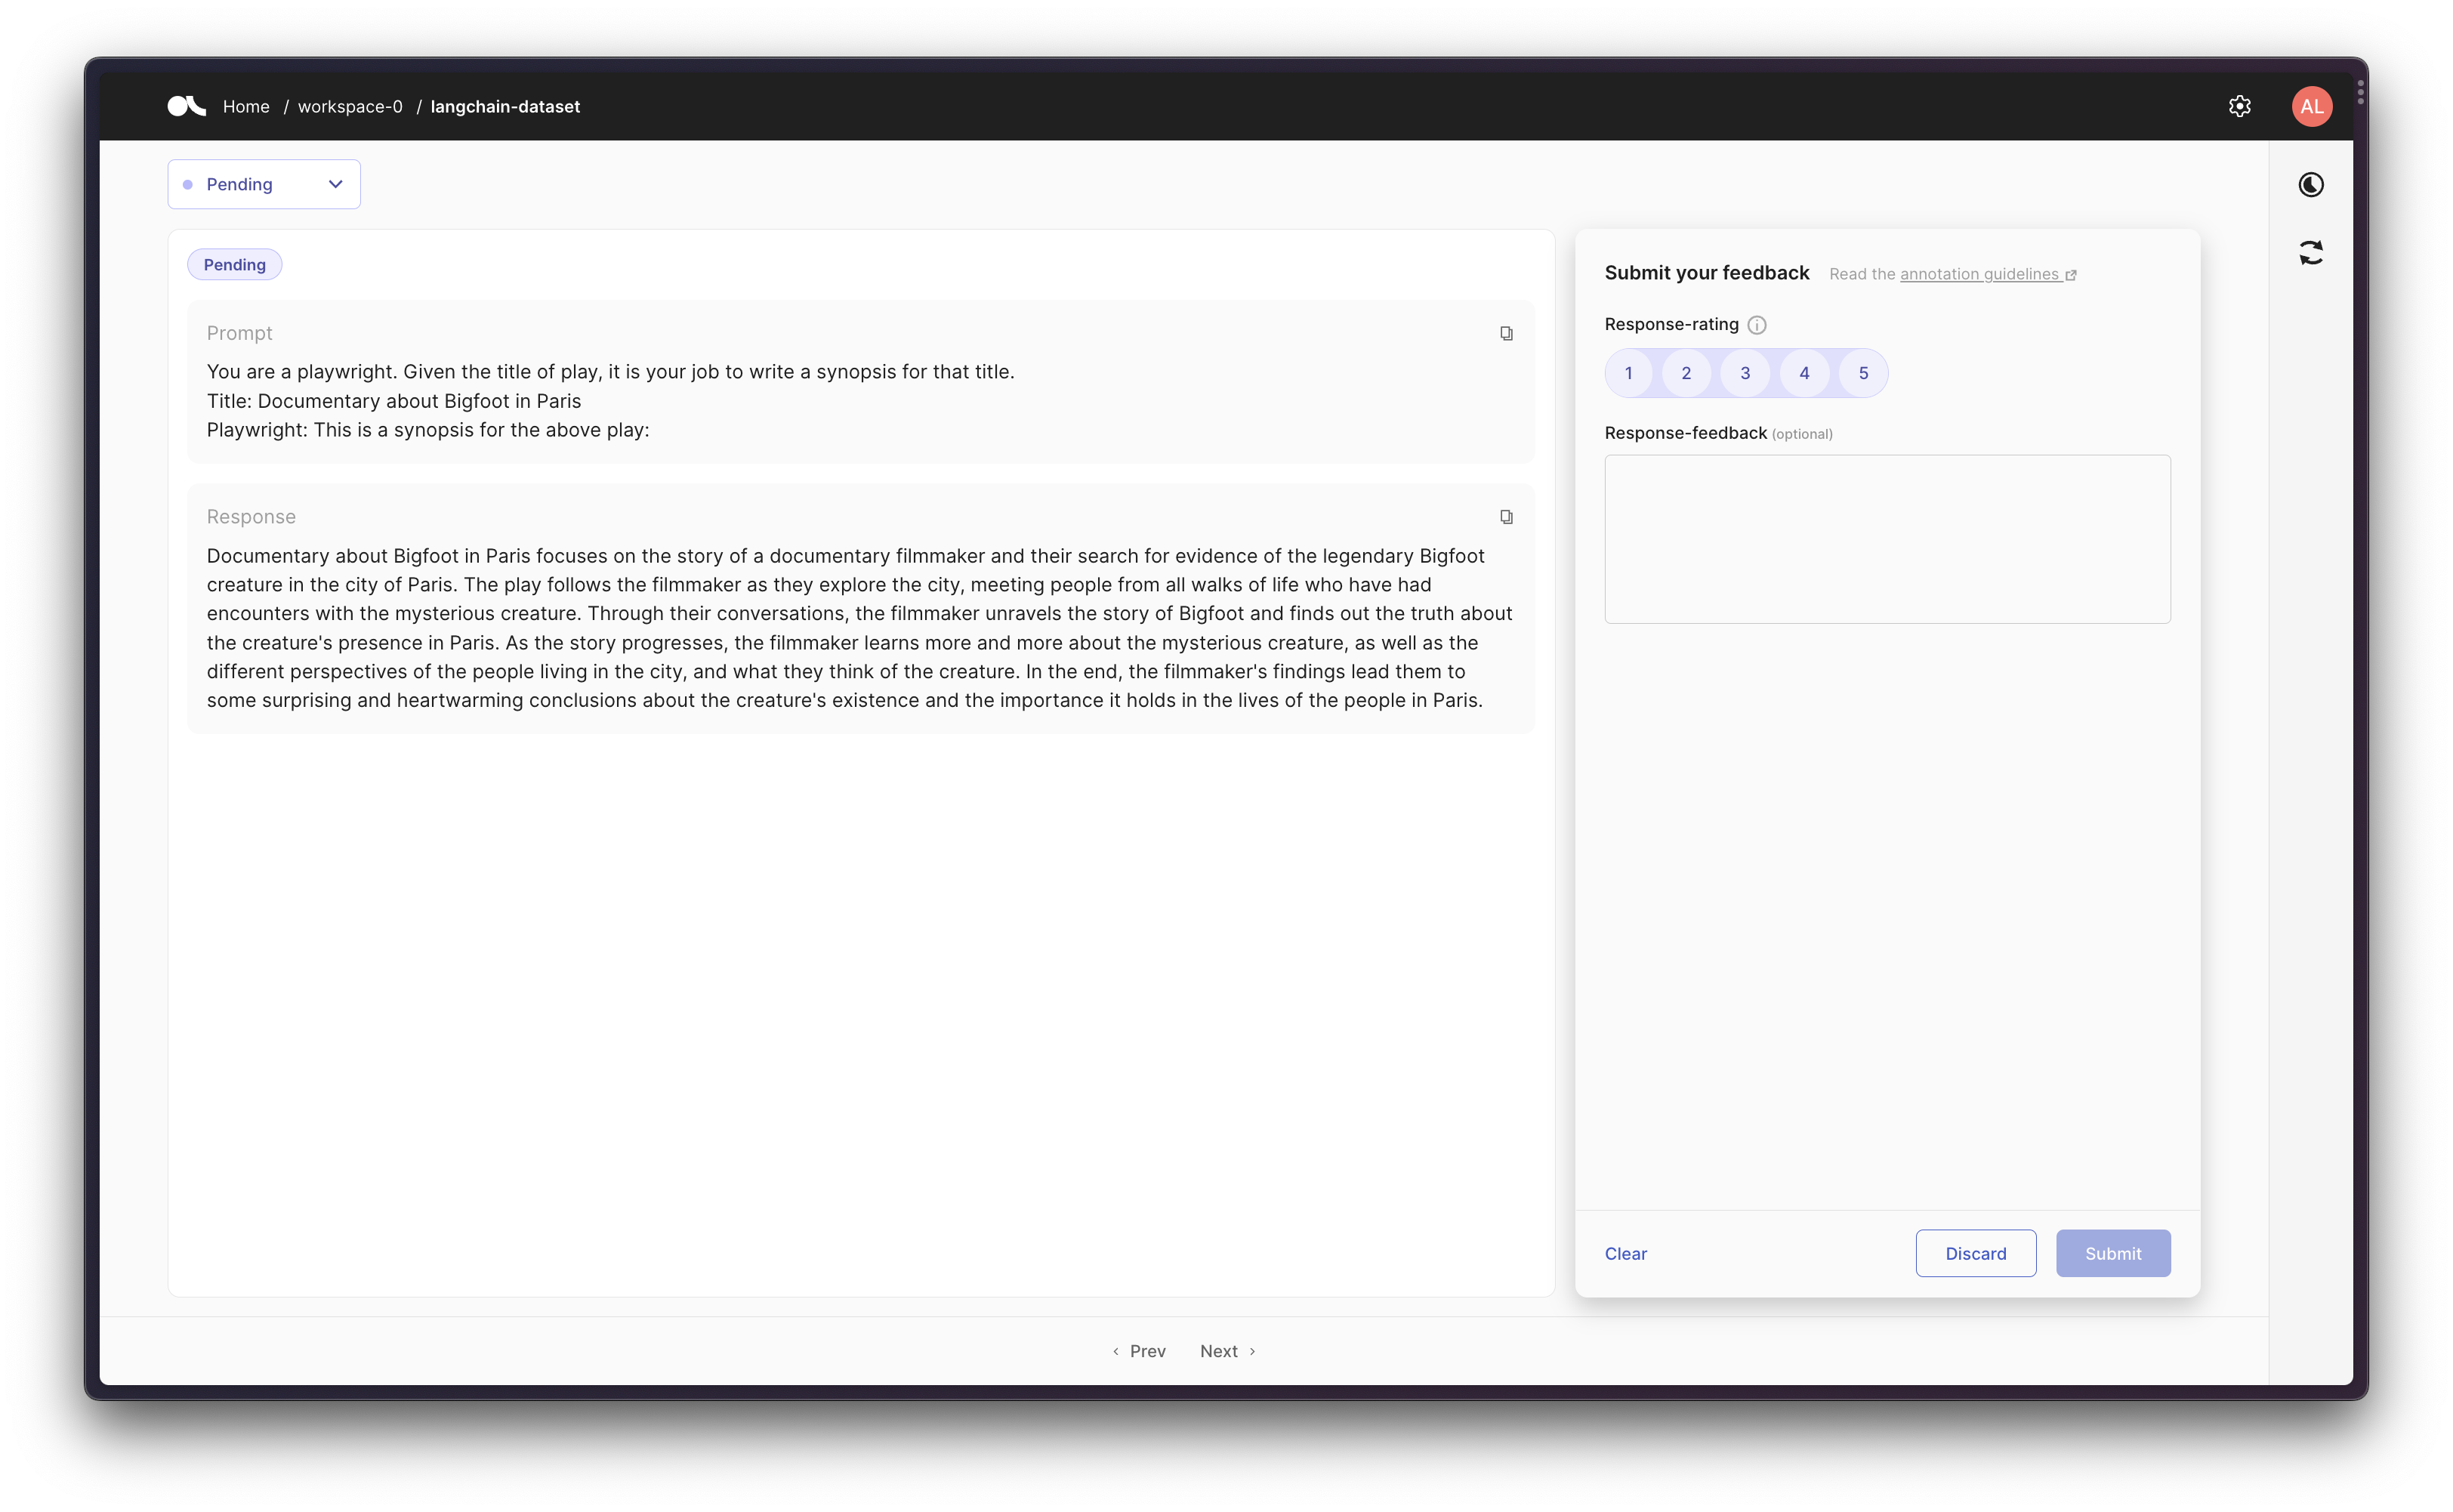 Home / workspace-0 / langchain-dataset
AL
Pending
Pending
Prompt
You are a playwright. Given the title of play, it is your job to write a synopsis for that title.
Title: Documentary about Bigfoot in Paris
Playwright: This is a synopsis for the above play:
Response
Documentary about Bigfoot in Paris focuses on the story of a documentary filmmaker and their search for evidence of the legendary Bigfoot
creature in the city of Paris. The play follows the filmmaker as they explore the city, meeting people from all walks of life who have had
encounters with the mysterious creature. Through their conversations, the filmmaker unravels the story of Bigfoot and finds out the truth about
the creature's presence in Paris. As the story progresses, the filmmaker learns more and more about the mysterious creature, as well as the
different perspectives of the people living in the city, and what they think of the creature. In the end, the filmmaker's findings lead them to
some surprising and heartwarming conclusions about the creature's existence and the importance it holds in the lives of the people in Paris.
Submit your feedback Read the annotation guidelines
Response-rating
1 2 3 4 5
Response-feedback (optional)
Clear Discard Submit
‹ Prev Next ›